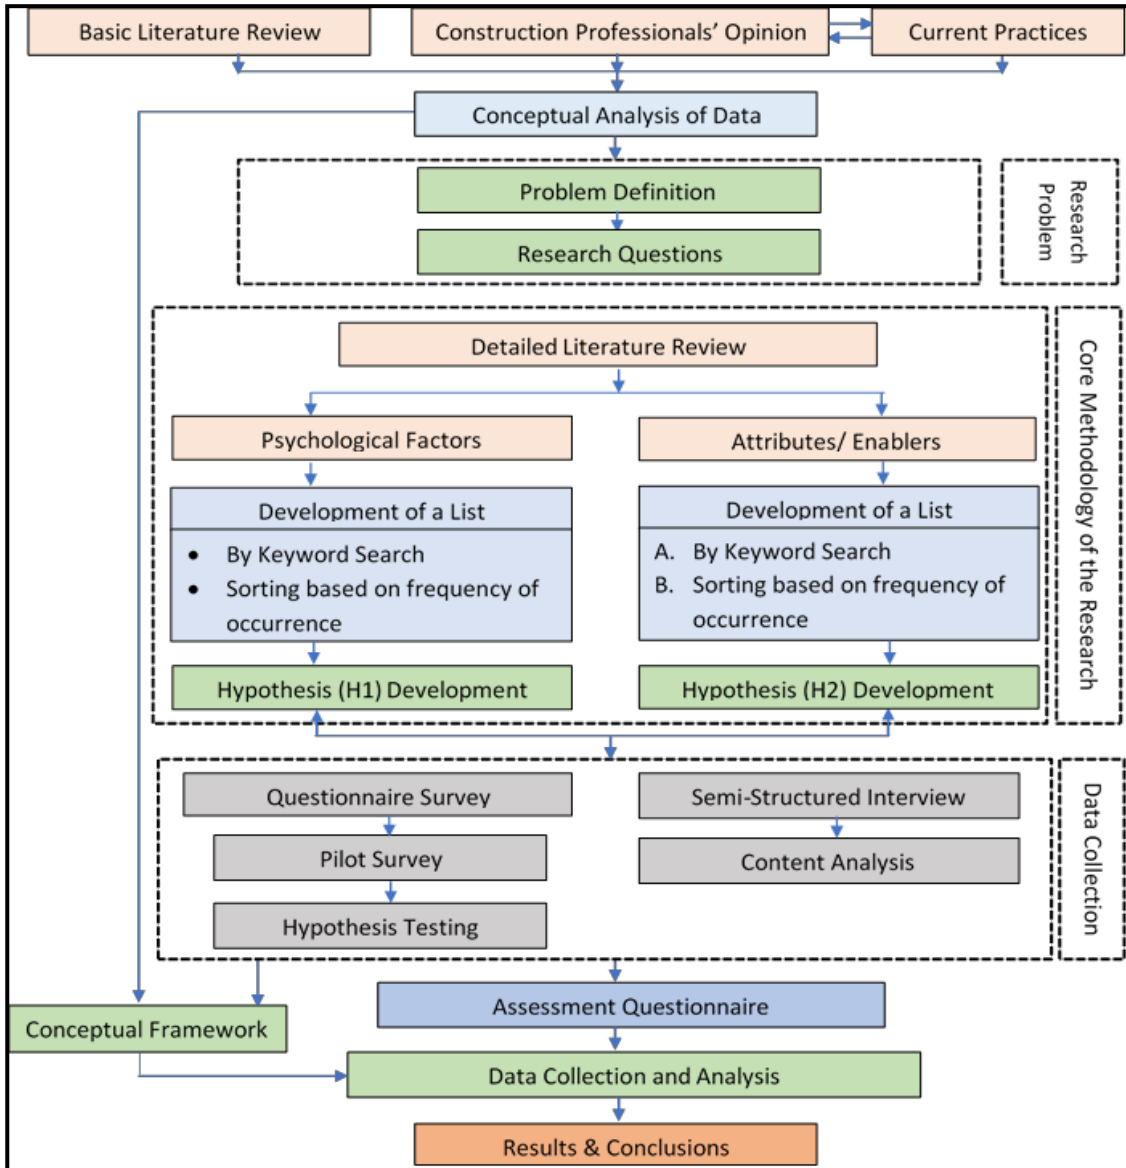 Basic Literature Review
Construction Professionals' Opinion
Current Practices
Conceptual Analysis of Data
Problem Definition
Research Questions
Research
Problem
Detailed Literature Review
Psychological Factors
Attributes/ Enablers
Development of a List
• By Keyword Search
• Sorting based on frequency of
occurrence
Development of a List
A. By Keyword Search
B. Sorting based on frequency of
occurrence
Hypothesis (H1) Development
Hypothesis (H2) Development
Core Methodology of the Research
Questionnaire Survey
Pilot Survey
Hypothesis Testing
Semi-Structured Interview
Content Analysis
Data Collection
Assessment Questionnaire
Conceptual Framework
Data Collection and Analysis
Results & Conclusions